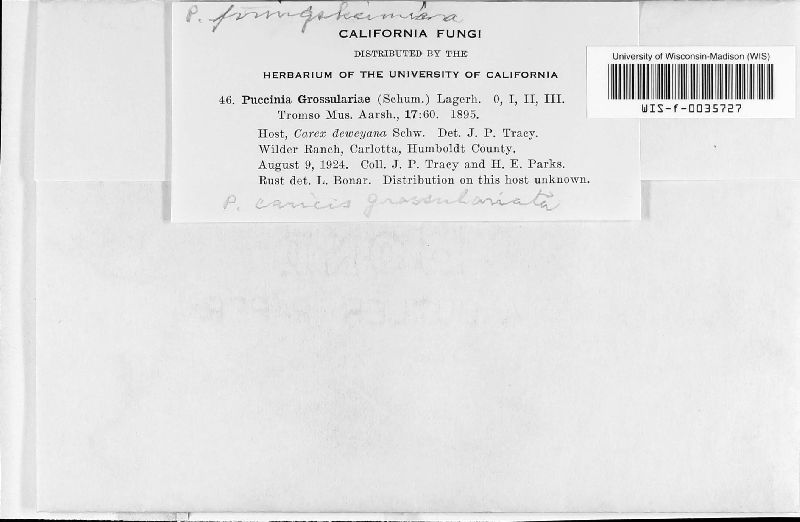 P. pringsheimiana
CALIFORNIA FUNGI
DISTRIBUTED BY THE
HERBARIUM OF THE UNIVERSITY OF CALIFORNIA
46. Puccinia Grossulariae (Schum.) Lagerh. 0, I, II, III.
Tromso Mus. Aarsh., 17:60. 1895.
Host, Carex deweyana Schw. Det. J. P. Tracy.
Wilder Ranch, Carlotta, Humboldt County.
August 9, 1924. Coll. J. P. Tracy and H. E. Parks.
Rust det. L. Bonar. Distribution on this host unknown.
P. caricis grossulariata
University of Wisconsin-Madison (WIS)
WIS-f-0035727